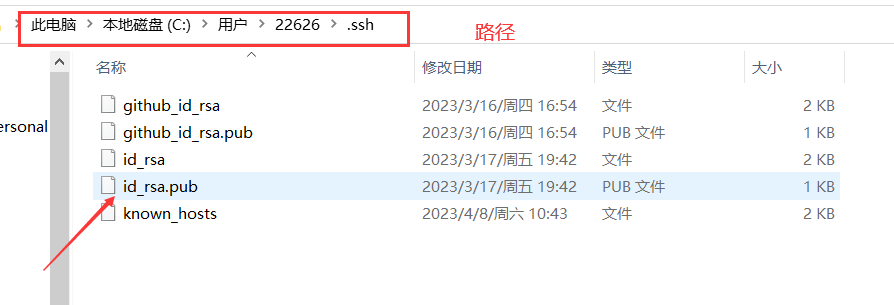 此电脑 > 本地磁盘 (C:) > 用户 > 22626 > .ssh
路径
名称 修改日期 类型 大小
ersonal
github_id_rsa 2023/3/16/周四 16:54 文件 2 KB
github_id_rsa.pub 2023/3/16/周四 16:54 PUB 文件 1 KB
id_rsa 2023/3/17/周五 19:42 文件 2 KB
id_rsa.pub 2023/3/17/周五 19:42 PUB 文件 1 KB
known_hosts 2023/4/8/周六 10:43 文件 2 KB